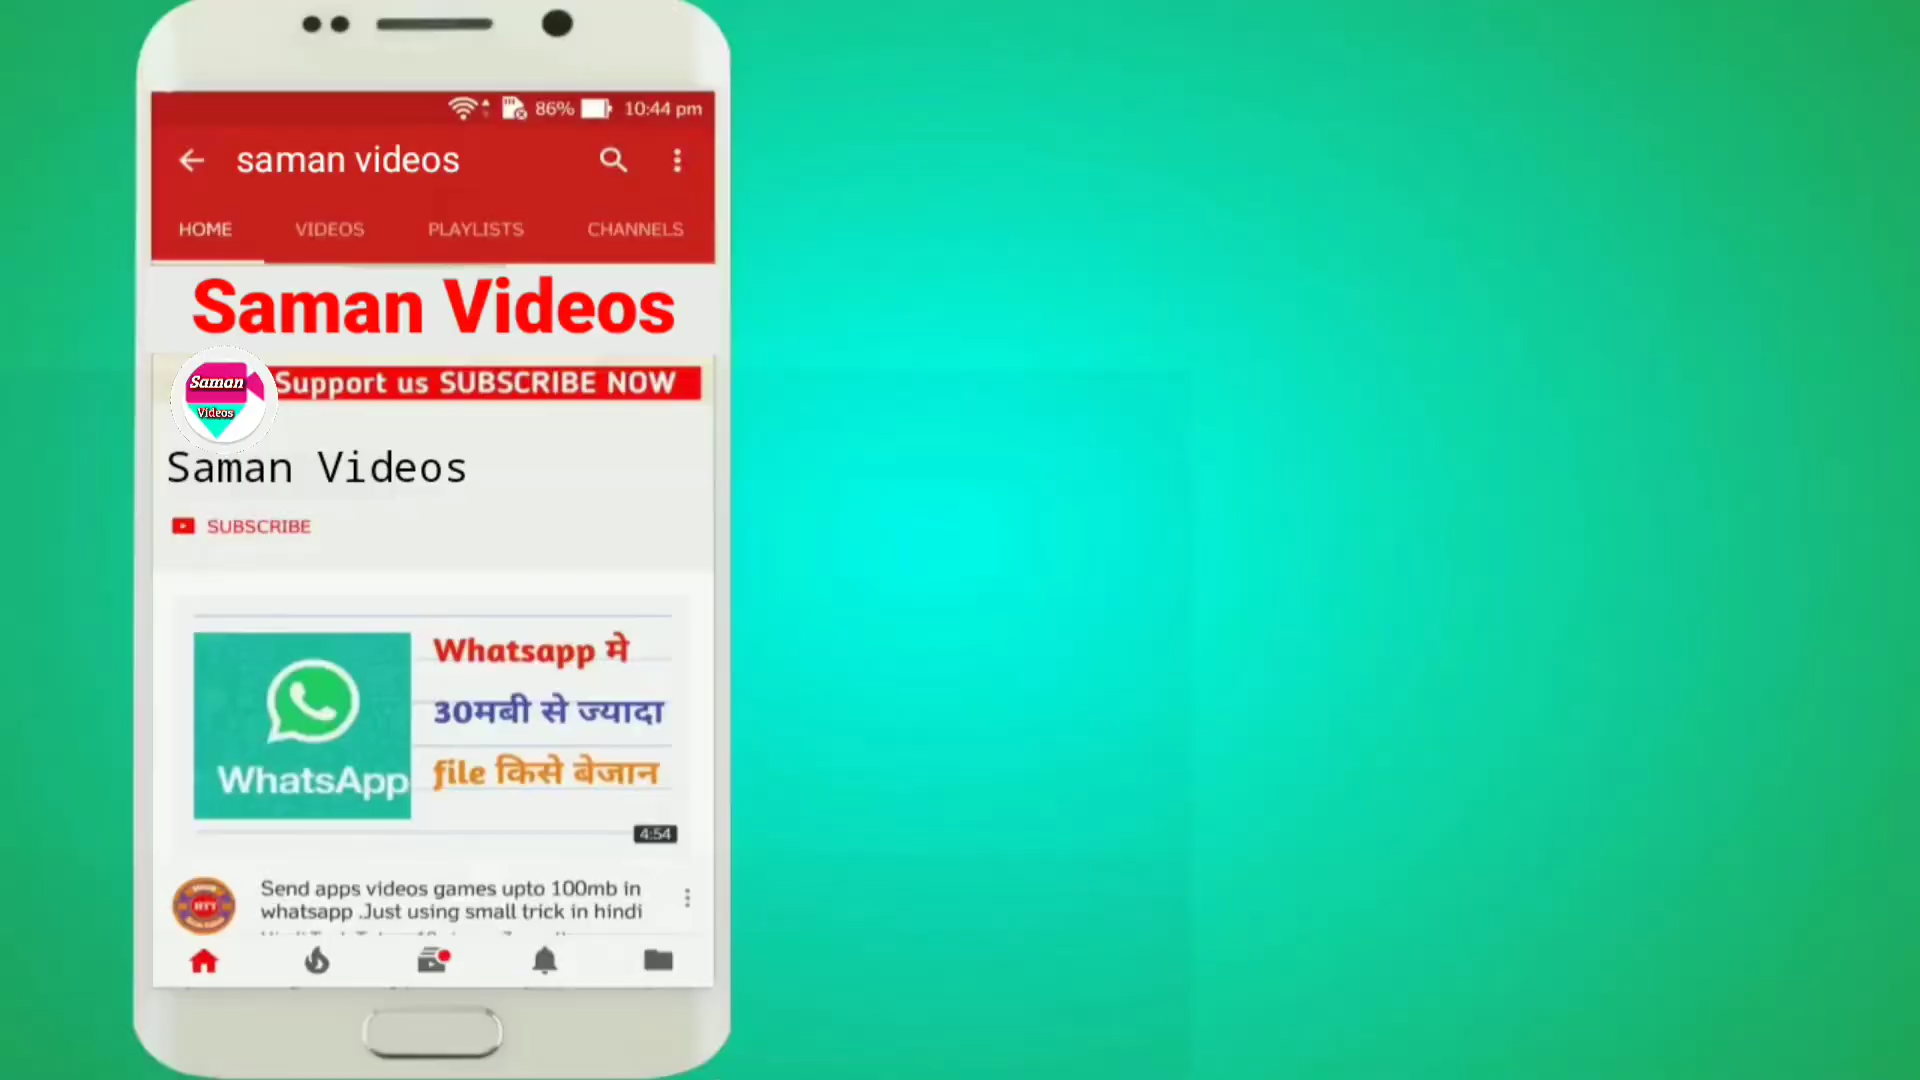 86% 10:44 pm
saman videos
HOME VIDEOS PLAYLISTS CHANNELS
Saman Videos
Support us SUBSCRIBE NOW
Saman
Videos
Saman Videos
SUBSCRIBE
Whatsapp मे
30मबी से ज्यादा
file किसे बेजान
WhatsApp
4:54
Send apps videos games upto 100mb in
whatsapp .Just using small trick in hindi
HTT